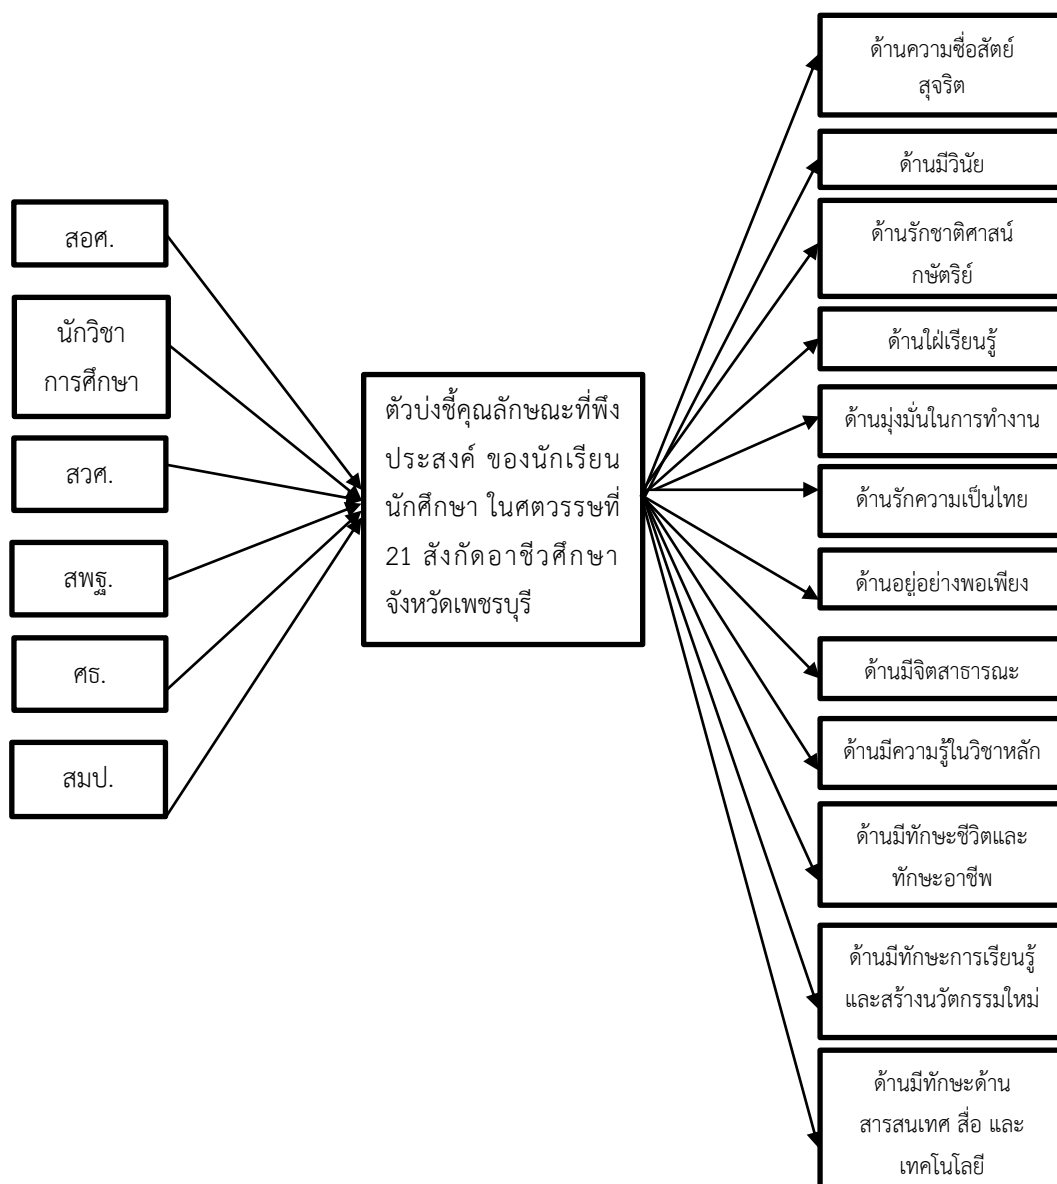 สอศ.
นักวิชา
การศึกษา
สวศ.
สพฐ.
ศธ.
สมป.
ตัวบ่งชี้คุณลักษณะที่พึง
ประสงค์ ของนักเรียน
นักศึกษา ในศตวรรษที่
21 สังกัดอาชีวศึกษา
จังหวัดเพชรบุรี
ด้านความซื่อสัตย์
สุจริต
ด้านมีวินัย
ด้านรักชาติศาสน์
กษัตริย์
ด้านใฝ่เรียนรู้
ด้านมุ่งมั่นในการทำงาน
ด้านรักความเป็นไทย
ด้านอยู่อย่างพอเพียง
ด้านมีจิตสาธารณะ
ด้านมีความรู้ในวิชาหลัก
ด้านมีทักษะชีวิตและ
ทักษะอาชีพ
ด้านมีทักษะการเรียนรู้
และสร้างนวัตกรรมใหม่
ด้านมีทักษะด้าน
สารสนเทศ สื่อ และ
เทคโนโลยี